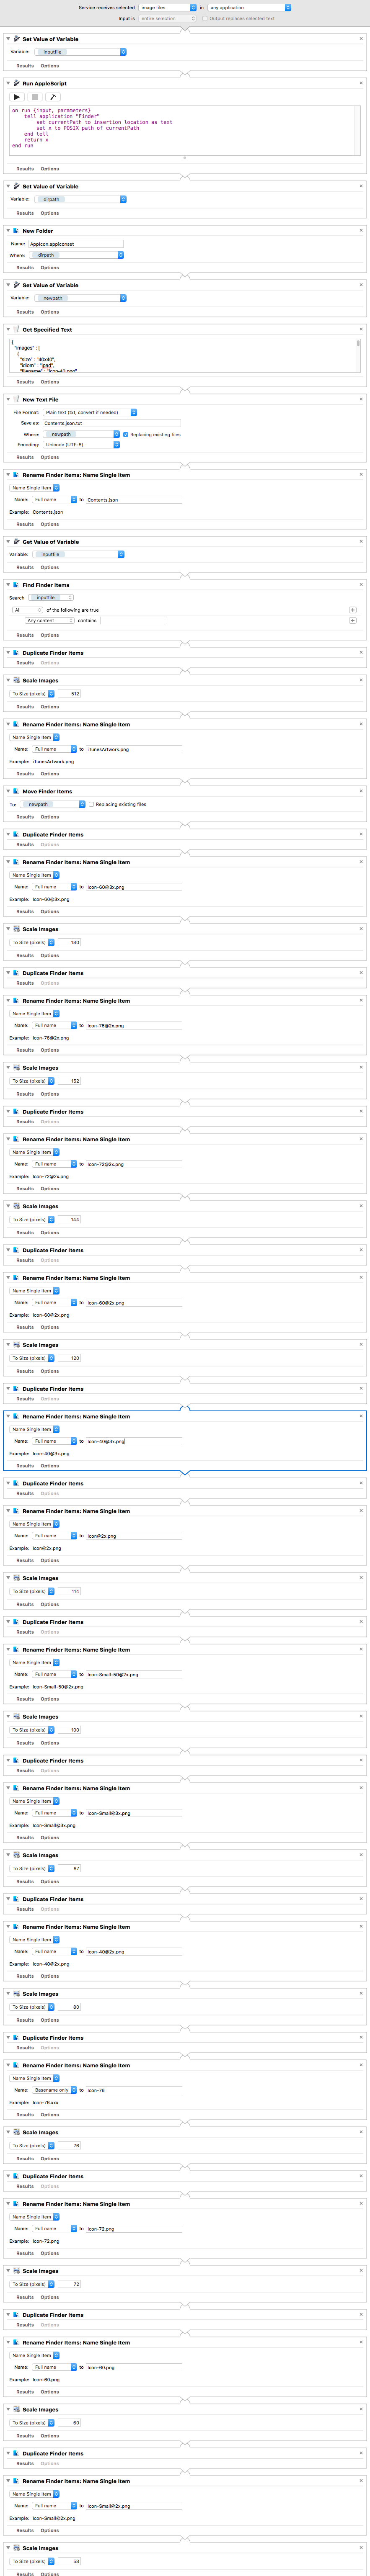 Service receives selected image files in any application
Input is entire selection Output replaces selected text
Set Value of Variable
Variable: inputfile
Results Options
Run AppleScript
on run {input, parameters}
tell application "Finder"
set currentPath to insertion location as text
set x to POSIX path of currentPath
end tell
return x
end run
Results Options
Set Value of Variable
Variable: dirpath
Results Options
New Folder
Name: AppIcon.appiconset
Where: dirpath
Results Options
Set Value of Variable
Variable: newpath
Results Options
Get Specified Text
{
"images" : [
{
"size" : "40x40",
"idiom" : "ipad",
"filename" : "Icon-40.png",
Results Options
New Text File
File Format: Plain text (txt, convert if needed)
Save as: Contents.json.txt
Where: newpath Replacing existing files
Encoding: Unicode (UTF-8)
Results Options
Rename Finder Items: Name Single Item
Name Single Item
Name: Full name to Contents.json
Example: Contents.json
Results Options
Get Value of Variable
Variable: inputfile
Results Options
Find Finder Items
Search inputfile
All of the following are true
Any content contains
Results Options
Duplicate Finder Items
Results Options
Scale Images
To Size (pixels) 512
Results Options
Rename Finder Items: Name Single Item
Name Single Item
Name: Full name to iTunesArtwork.png
Example: iTunesArtwork.png
Results Options
Move Finder Items
To: newpath Replacing existing files
Results Options
Duplicate Finder Items
Results Options
Rename Finder Items: Name Single Item
Name Single Item
Name: Full name to Icon-60@3x.png
Example: Icon-60@3x.png
Results Options
Scale Images
To Size (pixels) 180
Results Options
Duplicate Finder Items
Results Options
Rename Finder Items: Name Single Item
Name Single Item
Name: Full name to Icon-76@2x.png
Example: Icon-76@2x.png
Results Options
Scale Images
To Size (pixels) 152
Results Options
Duplicate Finder Items
Results Options
Rename Finder Items: Name Single Item
Name Single Item
Name: Full name to Icon-72@2x.png
Example: Icon-72@2x.png
Results Options
Scale Images
To Size (pixels) 144
Results Options
Duplicate Finder Items
Results Options
Rename Finder Items: Name Single Item
Name Single Item
Name: Full name to Icon-60@2x.png
Example: Icon-60@2x.png
Results Options
Scale Images
To Size (pixels) 120
Results Options
Duplicate Finder Items
Results Options
Rename Finder Items: Name Single Item
Name Single Item
Name: Full name to Icon-40@3x.png
Example: Icon-40@3x.png
Results Options
Duplicate Finder Items
Results Options
Rename Finder Items: Name Single Item
Name Single Item
Name: Full name to Icon@2x.png
Example: Icon@2x.png
Results Options
Scale Images
To Size (pixels) 114
Results Options
Duplicate Finder Items
Results Options
Rename Finder Items: Name Single Item
Name Single Item
Name: Full name to Icon-Small-50@2x.png
Example: Icon-Small-50@2x.png
Results Options
Scale Images
To Size (pixels) 100
Results Options
Duplicate Finder Items
Results Options
Rename Finder Items: Name Single Item
Name Single Item
Name: Full name to Icon-Small@3x.png
Example: Icon-Small@3x.png
Results Options
Scale Images
To Size (pixels) 87
Results Options
Duplicate Finder Items
Results Options
Rename Finder Items: Name Single Item
Name Single Item
Name: Full name to Icon-40@2x.png
Example: Icon-40@2x.png
Results Options
Scale Images
To Size (pixels) 80
Results Options
Duplicate Finder Items
Results Options
Rename Finder Items: Name Single Item
Name Single Item
Name: Basename only to Icon-76
Example: Icon-76.xxx
Results Options
Scale Images
To Size (pixels) 76
Results Options
Duplicate Finder Items
Results Options
Rename Finder Items: Name Single Item
Name Single Item
Name: Full name to Icon-72.png
Example: Icon-72.png
Results Options
Scale Images
To Size (pixels) 72
Results Options
Duplicate Finder Items
Results Options
Rename Finder Items: Name Single Item
Name Single Item
Name: Full name to Icon-60.png
Example: Icon-60.png
Results Options
Scale Images
To Size (pixels) 60
Results Options
Duplicate Finder Items
Results Options
Rename Finder Items: Name Single Item
Name Single Item
Name: Full name to Icon-Small@2x.png
Example: Icon-Small@2x.png
Results Options
Scale Images
To Size (pixels) 58
Results Options